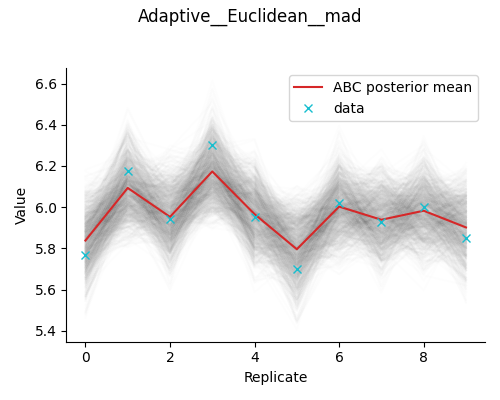 Adaptive__Euclidean__mad
ABC posterior mean
data
Value
6.6
6.4
6.2
6.0
5.8
5.6
5.4
0 2 4 6 8
Replicate